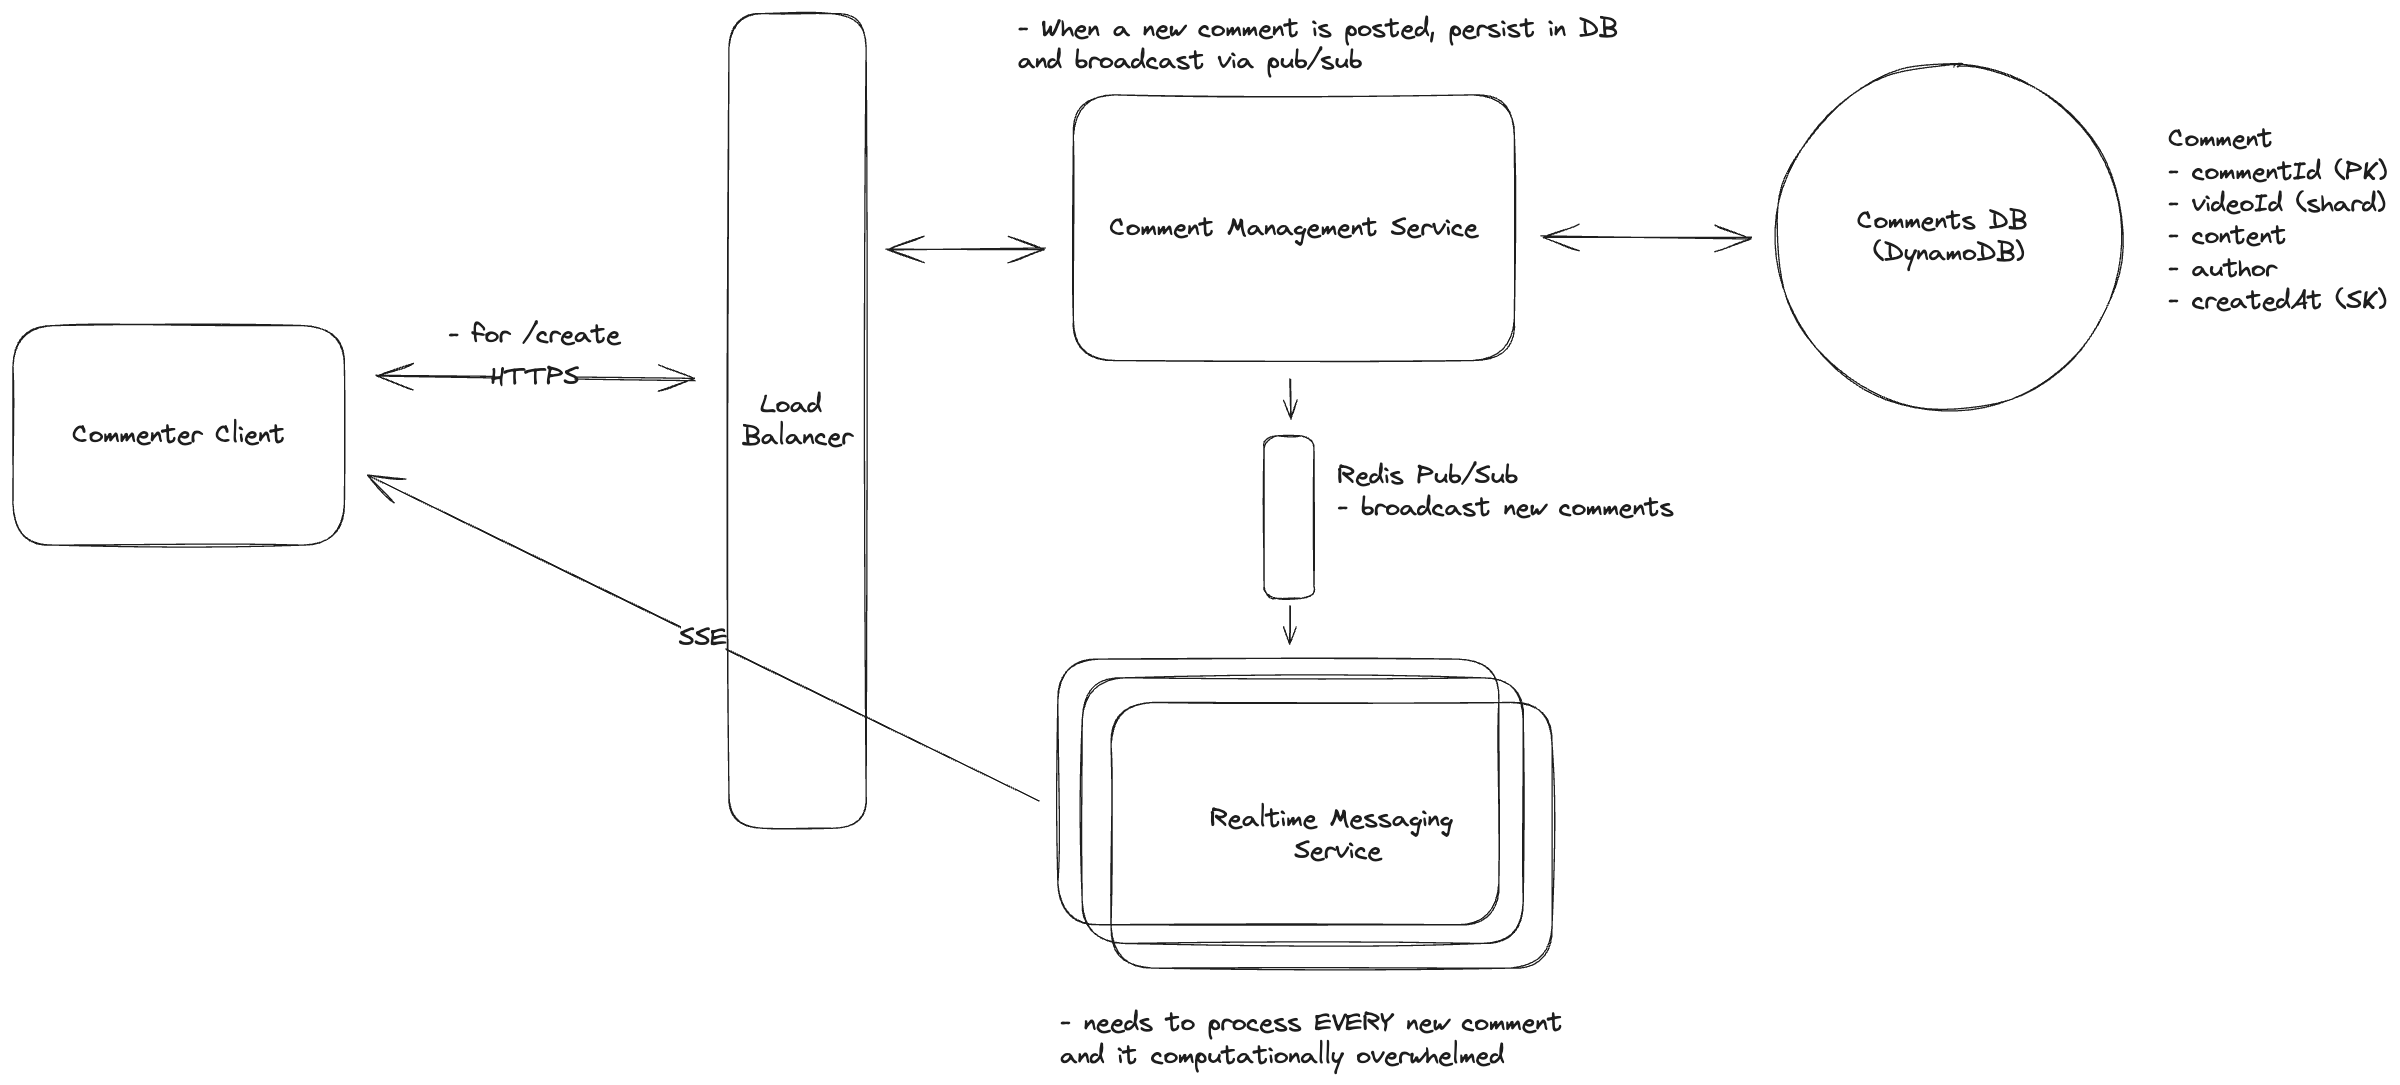 - When a new comment is posted, persist in DB
and broadcast via pub/sub
Comment
- commentId (PK)
- videoId (shard)
- content
- author
- createdAt (SK)
Comment Management Service
Comments DB
(DynamoDB)
- for /create
HTTPS
Load
Balancer
Commenter Client
Redis Pub/Sub
- broadcast new comments
SSE
Realtime Messaging
Service
- needs to process EVERY new comment
and it computationally overwhelmed